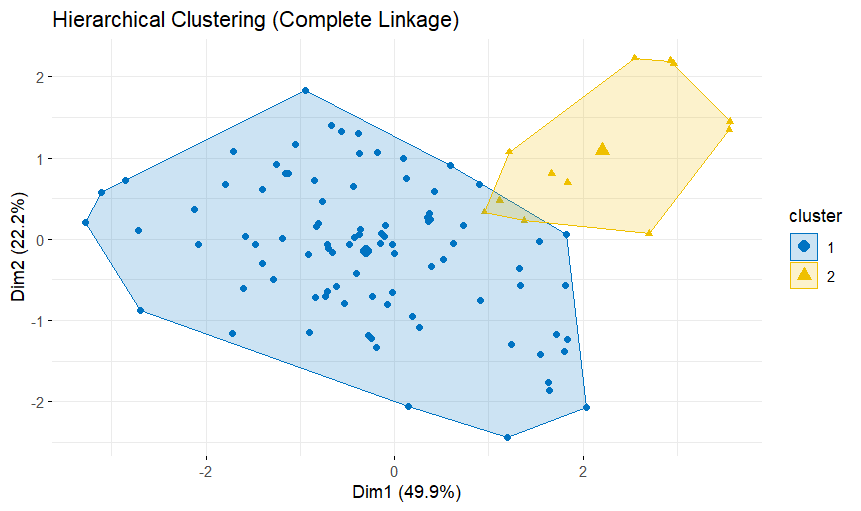 Hierarchical Clustering (Complete Linkage)
2
1
0
-1
-2
Dim2 (22.2%)
-2
0
2
Dim1 (49.9%)
cluster
1
2